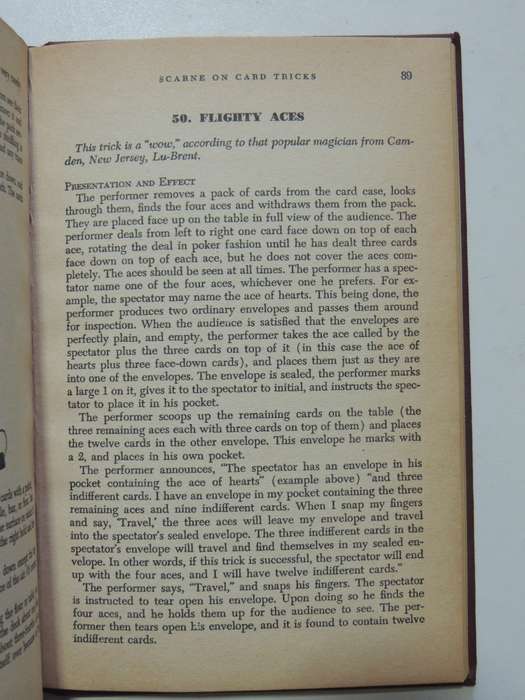 SCARNE ON CARD TRICKS 89
50. FLIGHTY ACES
This trick is a "wow," according to that popular magician from Cam-
den, New Jersey, Lu-Brent.
PRESENTATION AND EFFECT
The performer removes a pack of cards from the card case, looks
through them, finds the four aces and withdraws them from the pack.
They are placed face up on the table in full view of the audience. The
performer deals from left to right one card face down on top of each
ace, rotating the deal in poker fashion until he has dealt three cards
face down on top of each ace, but he does not cover the aces com-
pletely. The aces should be seen at all times. The performer has a spec-
tator name one of the four aces, whichever one he prefers. For ex-
ample, the spectator may name the ace of hearts. This being done, the
performer produces two ordinary envelopes and passes them around
for inspection. When the audience is satisfied that the envelopes are
perfectly plain, and empty, the performer takes the ace called by the
spectator plus the three cards on top of it (in this case the ace of
hearts plus three face-down cards), and places them just as they are
into one of the envelopes. The envelope is sealed, the performer marks
a large 1 on it, gives it to the spectator to initial, and instructs the spec-
tator to place it in his pocket.
The performer scoops up the remaining cards on the table (the
three remaining aces each with three cards on top of them) and places
the twelve cards in the other envelope. This envelope he marks with
a 2, and places in his own pocket.
The performer announces, "The spectator has an envelope in his
pocket containing the ace of hearts" (example above) "and three
indifferent cards. I have an envelope in my pocket containing the three
remaining aces and nine indifferent cards. When I snap my fingers
and say, 'Travel,' the three aces will leave my envelope and travel
into the spectator's sealed envelope. The three indifferent cards in the
spectator's envelope will travel and find themselves in my sealed en-
velope. In other words, if this trick is successful, the spectator will end
up with the four aces, and I will have twelve indifferent cards."
The performer says, "Travel," and snaps his fingers. The spectator
is instructed to tear open his envelope. Upon doing so he finds the
four aces, and he holds them up for the audience to see. The per-
former then tears open his envelope, and it is found to contain twelve
indifferent cards.